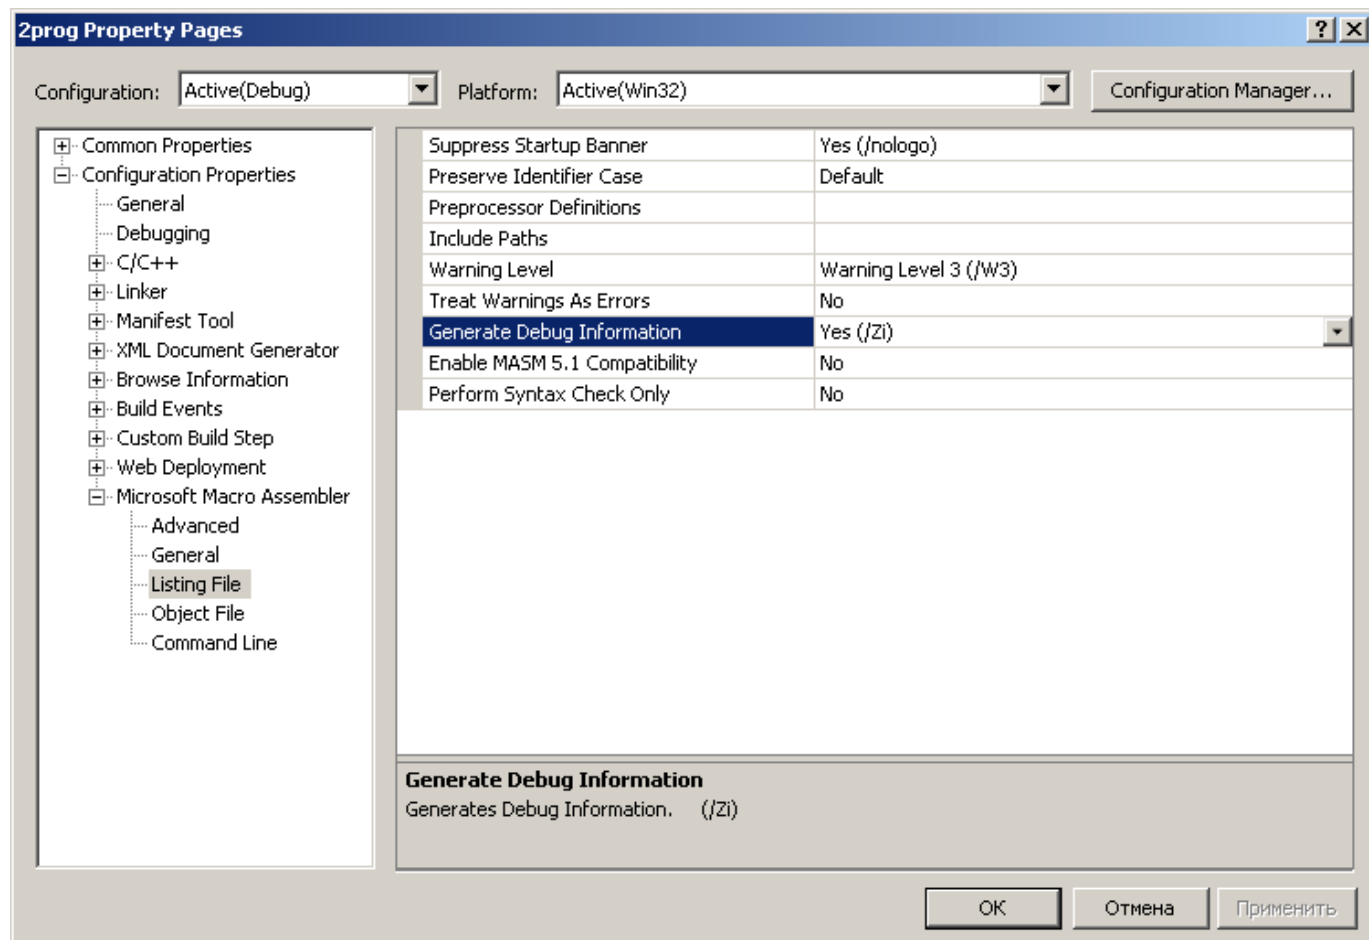 2prog Property Pages
Configuration: Active(Debug) Platform: Active(Win32) Configuration Manager...
Common Properties
Configuration Properties
General
Debugging
C/C++
Linker
Manifest Tool
XML Document Generator
Browse Information
Build Events
Custom Build Step
Web Deployment
Microsoft Macro Assembler
Advanced
General
Listing File
Object File
Command Line
Suppress Startup Banner Yes (/nologo)
Preserve Identifier Case Default
Preprocessor Definitions
Include Paths
Warning Level Warning Level 3 (/W3)
Treat Warnings As Errors No
Generate Debug Information Yes (/Zi)
Enable MASM 5.1 Compatibility No
Perform Syntax Check Only No
Generate Debug Information
Generates Debug Information. (/Zi)
ОК Отмена Применить